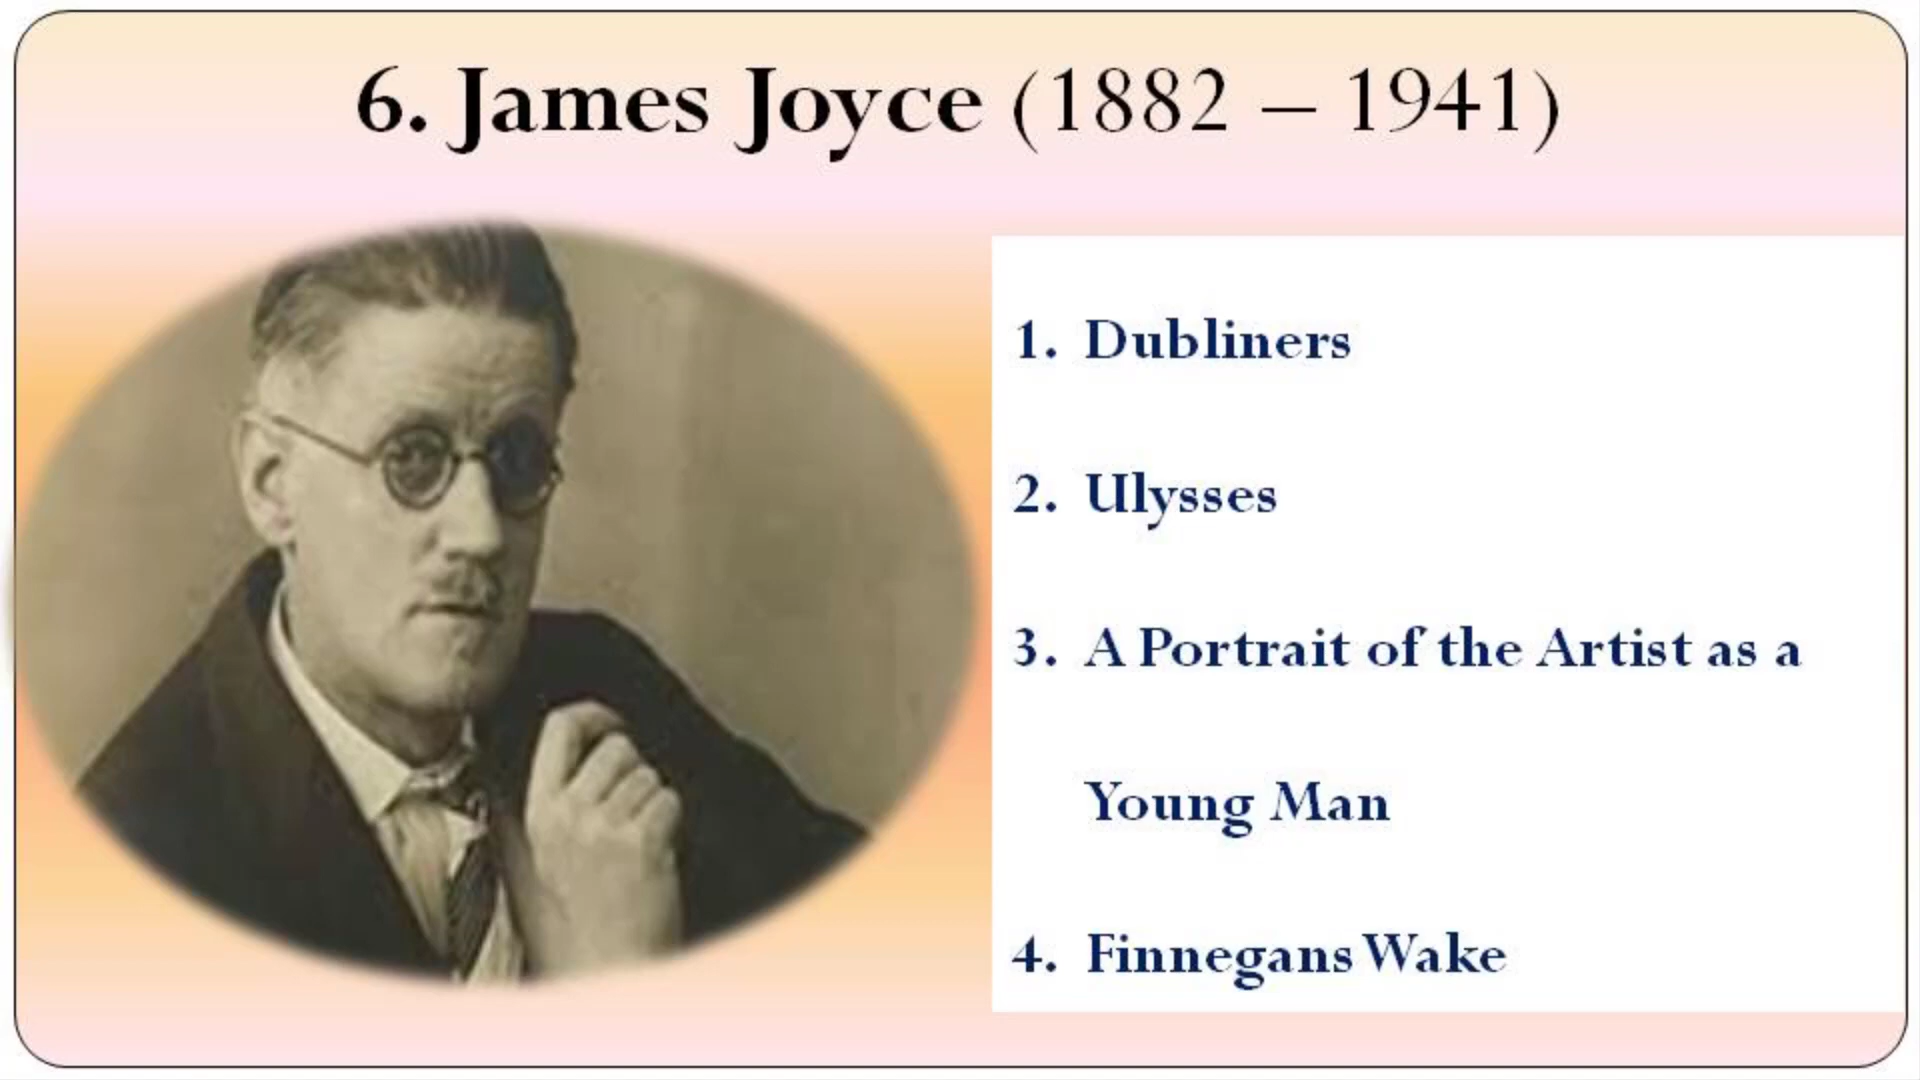 6. James Joyce (1882 – 1941)
1. Dubliners
2. Ulysses
3. A Portrait of the Artist as a
Young Man
4. Finnegans Wake